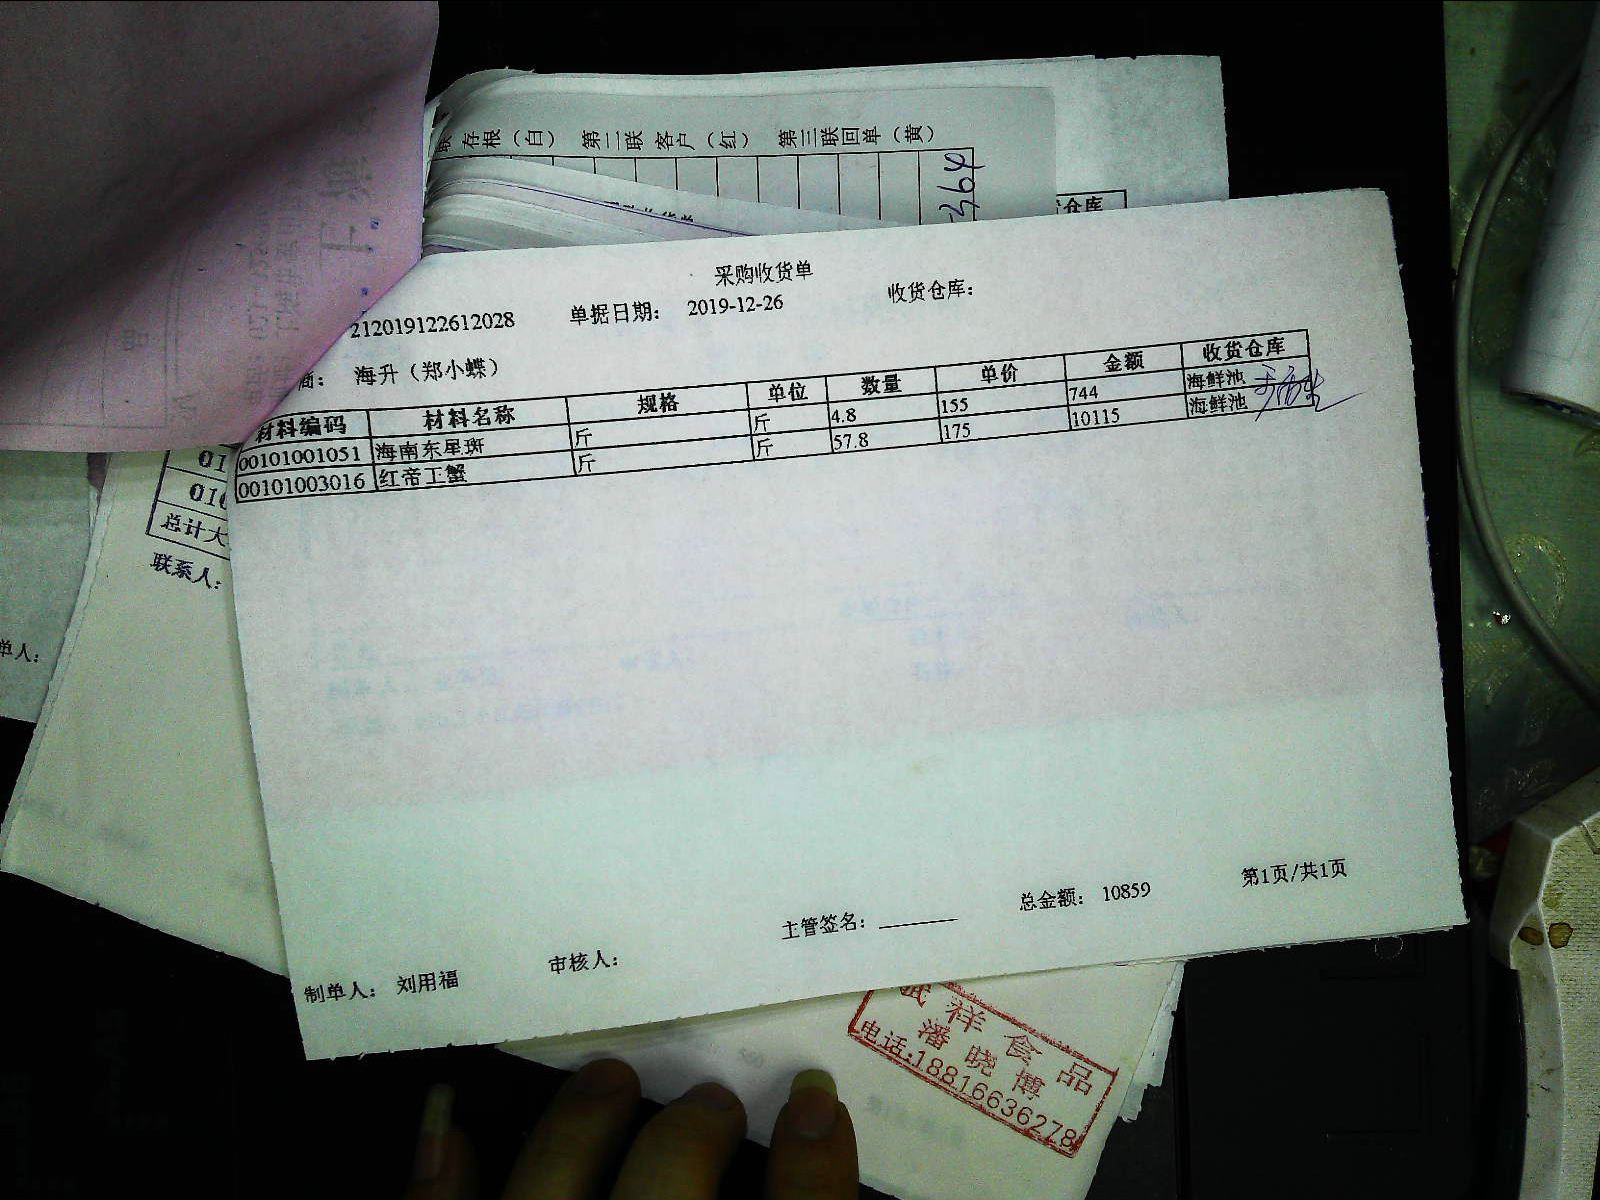 存根（白） 第二联 客户（红） 第三联回单（黄）
364
仓库
采购收货单
212019122612028 单据日期： 2019-12-26 收货仓库：
商： 海升（郑小蝶）
材料编码 材料名称 规格 单位 数量 单价 金额 收货仓库
00101001051 海南东星斑 斤 斤 4.8 155 744 海鲜池
00101003016 红帝王蟹 斤 斤 57.8 175 10115 海鲜池
总计大
联系人：
单人：
总金额： 10859 第1页/共1页
主管签名：
制单人： 刘用福 审核人：
祥食品
潘晓博
电话:18816636278